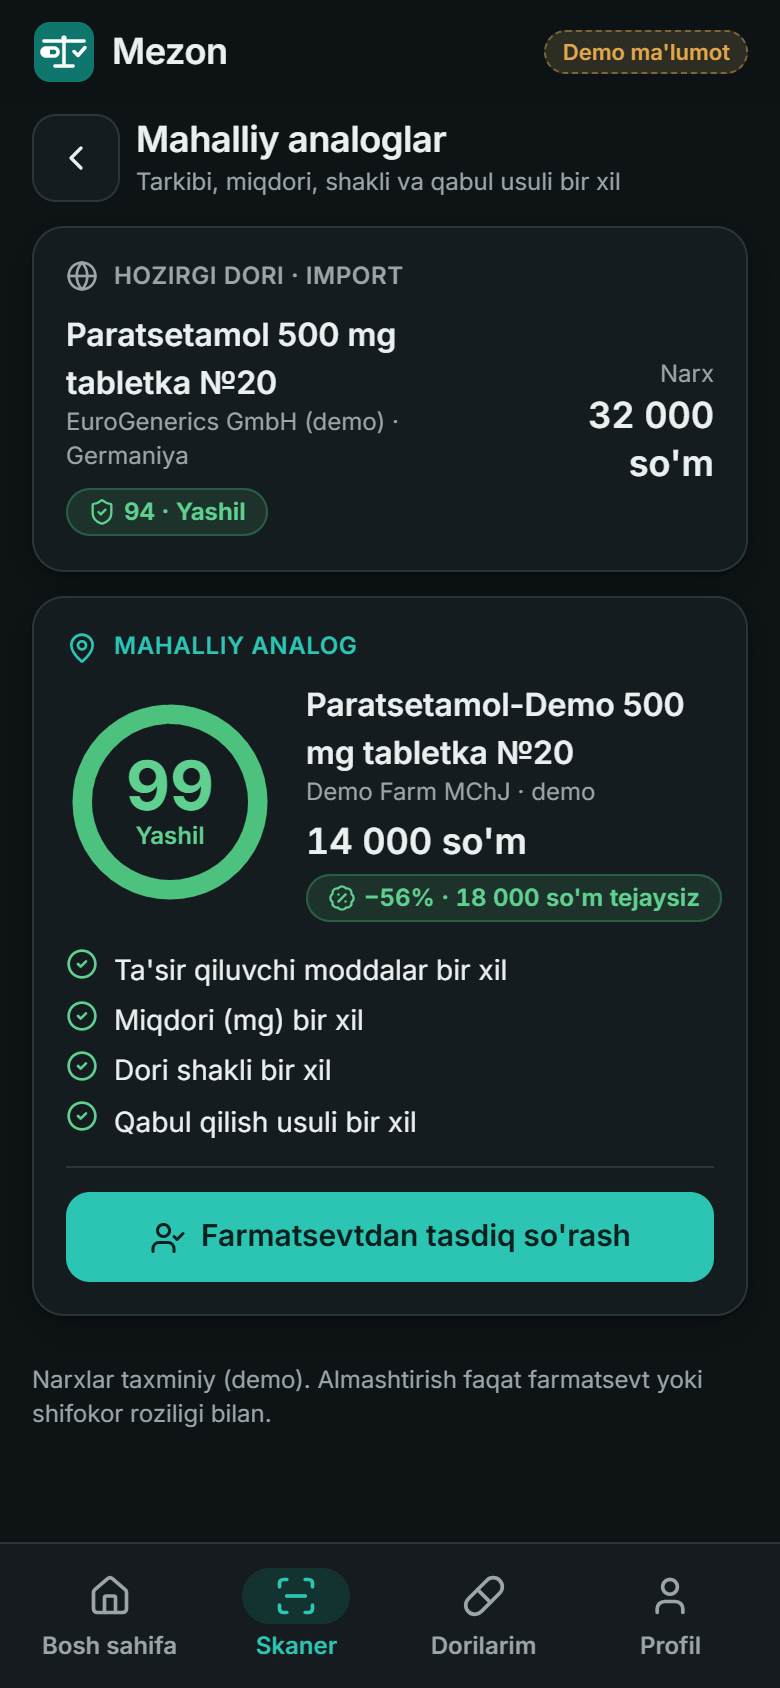 Mezon
Demo ma'lumot
Mahalliy analoglar
Tarkibi, miqdori, shakli va qabul usuli bir xil
HOZIRGI DORI · IMPORT
Paratsetamol 500 mg
tabletka №20
EuroGenerics GmbH (demo) ·
Germaniya
94 · Yashil
Narx
32 000
so'm
MAHALLIY ANALOG
99
Yashil
Paratsetamol-Demo 500
mg tabletka №20
Demo Farm MChJ · demo
14 000 so'm
−56% · 18 000 so'm tejaysiz
Ta'sir qiluvchi moddalar bir xil
Miqdori (mg) bir xil
Dori shakli bir xil
Qabul qilish usuli bir xil
Farmatsevtdan tasdiq so'rash
Narxlar taxminiy (demo). Almashtirish faqat farmatsevt yoki
shifokor roziligi bilan.
Bosh sahifa
Skaner
Dorilarim
Profil